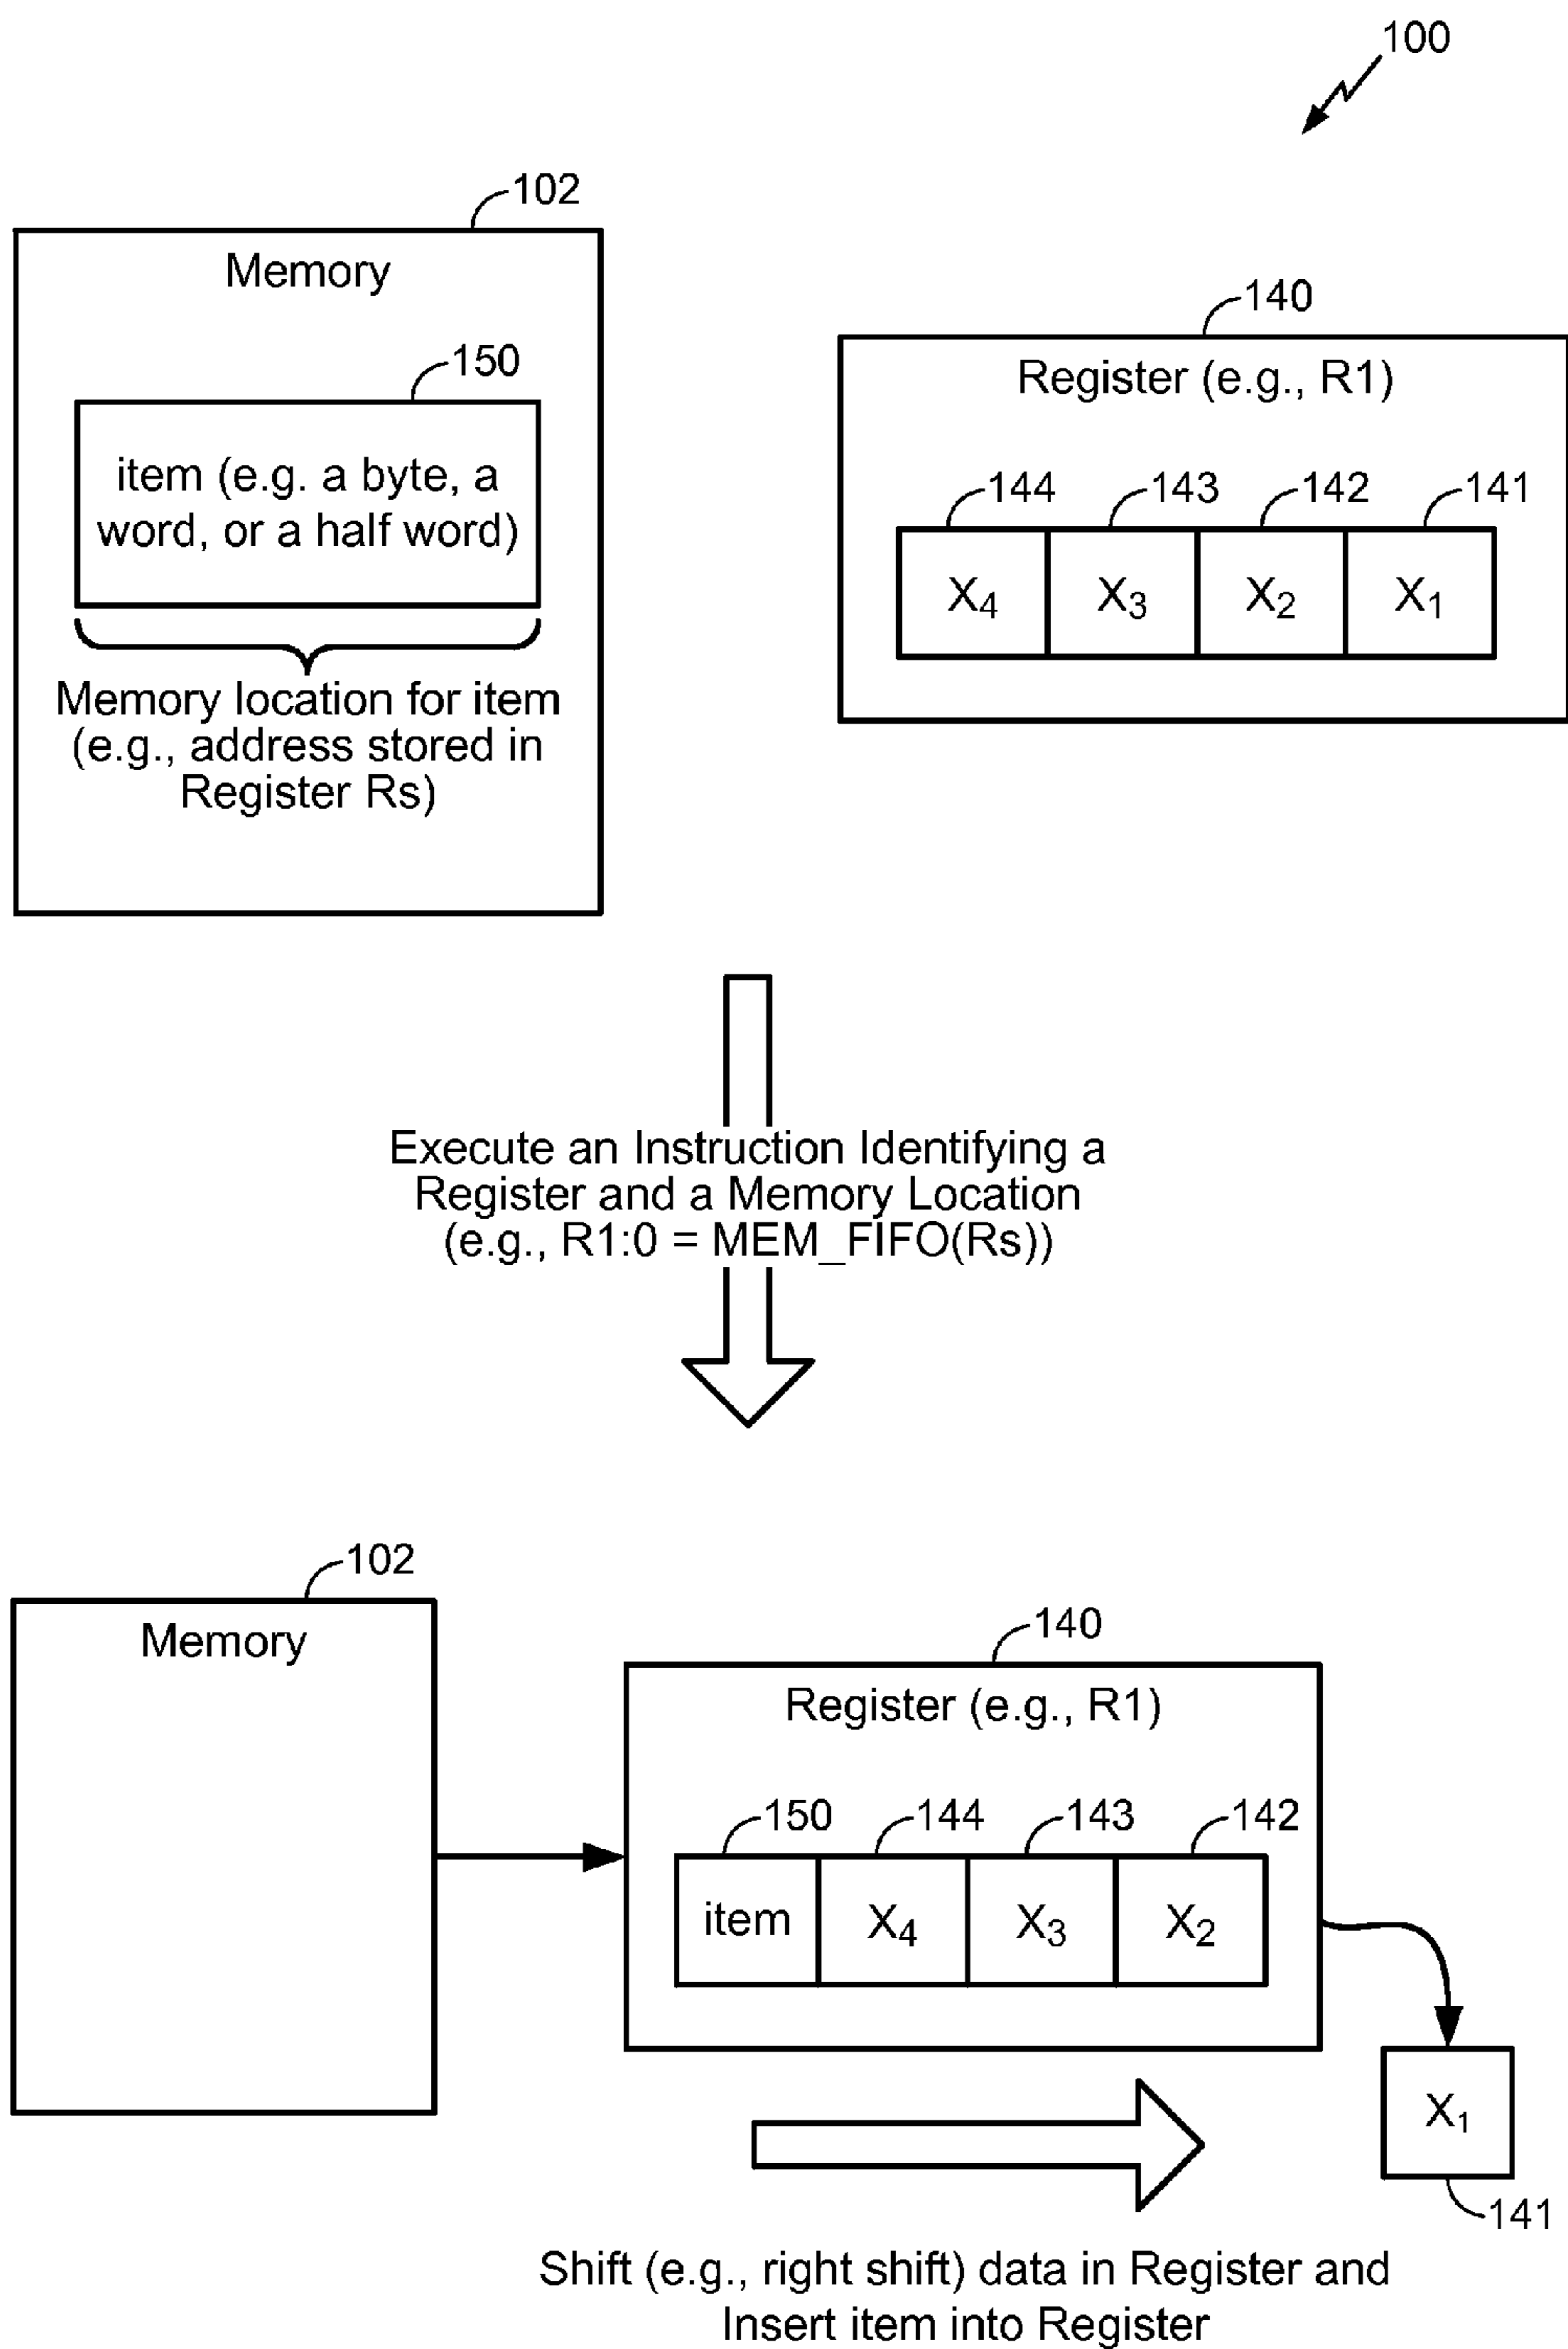 100
102
Memory
150
item (e.g. a byte, a
word, or a half word)
Memory location for item
(e.g., address stored in
Register Rs)
140
Register (e.g., R1)
144 143 142 141
X4 X3 X2 X1
Execute an Instruction Identifying a
Register and a Memory Location
(e.g., R1:0 = MEM_FIFO(Rs))
102
Memory
140
Register (e.g., R1)
150 144 143 142
item X4 X3 X2
X1
141
Shift (e.g., right shift) data in Register and
Insert item into Register